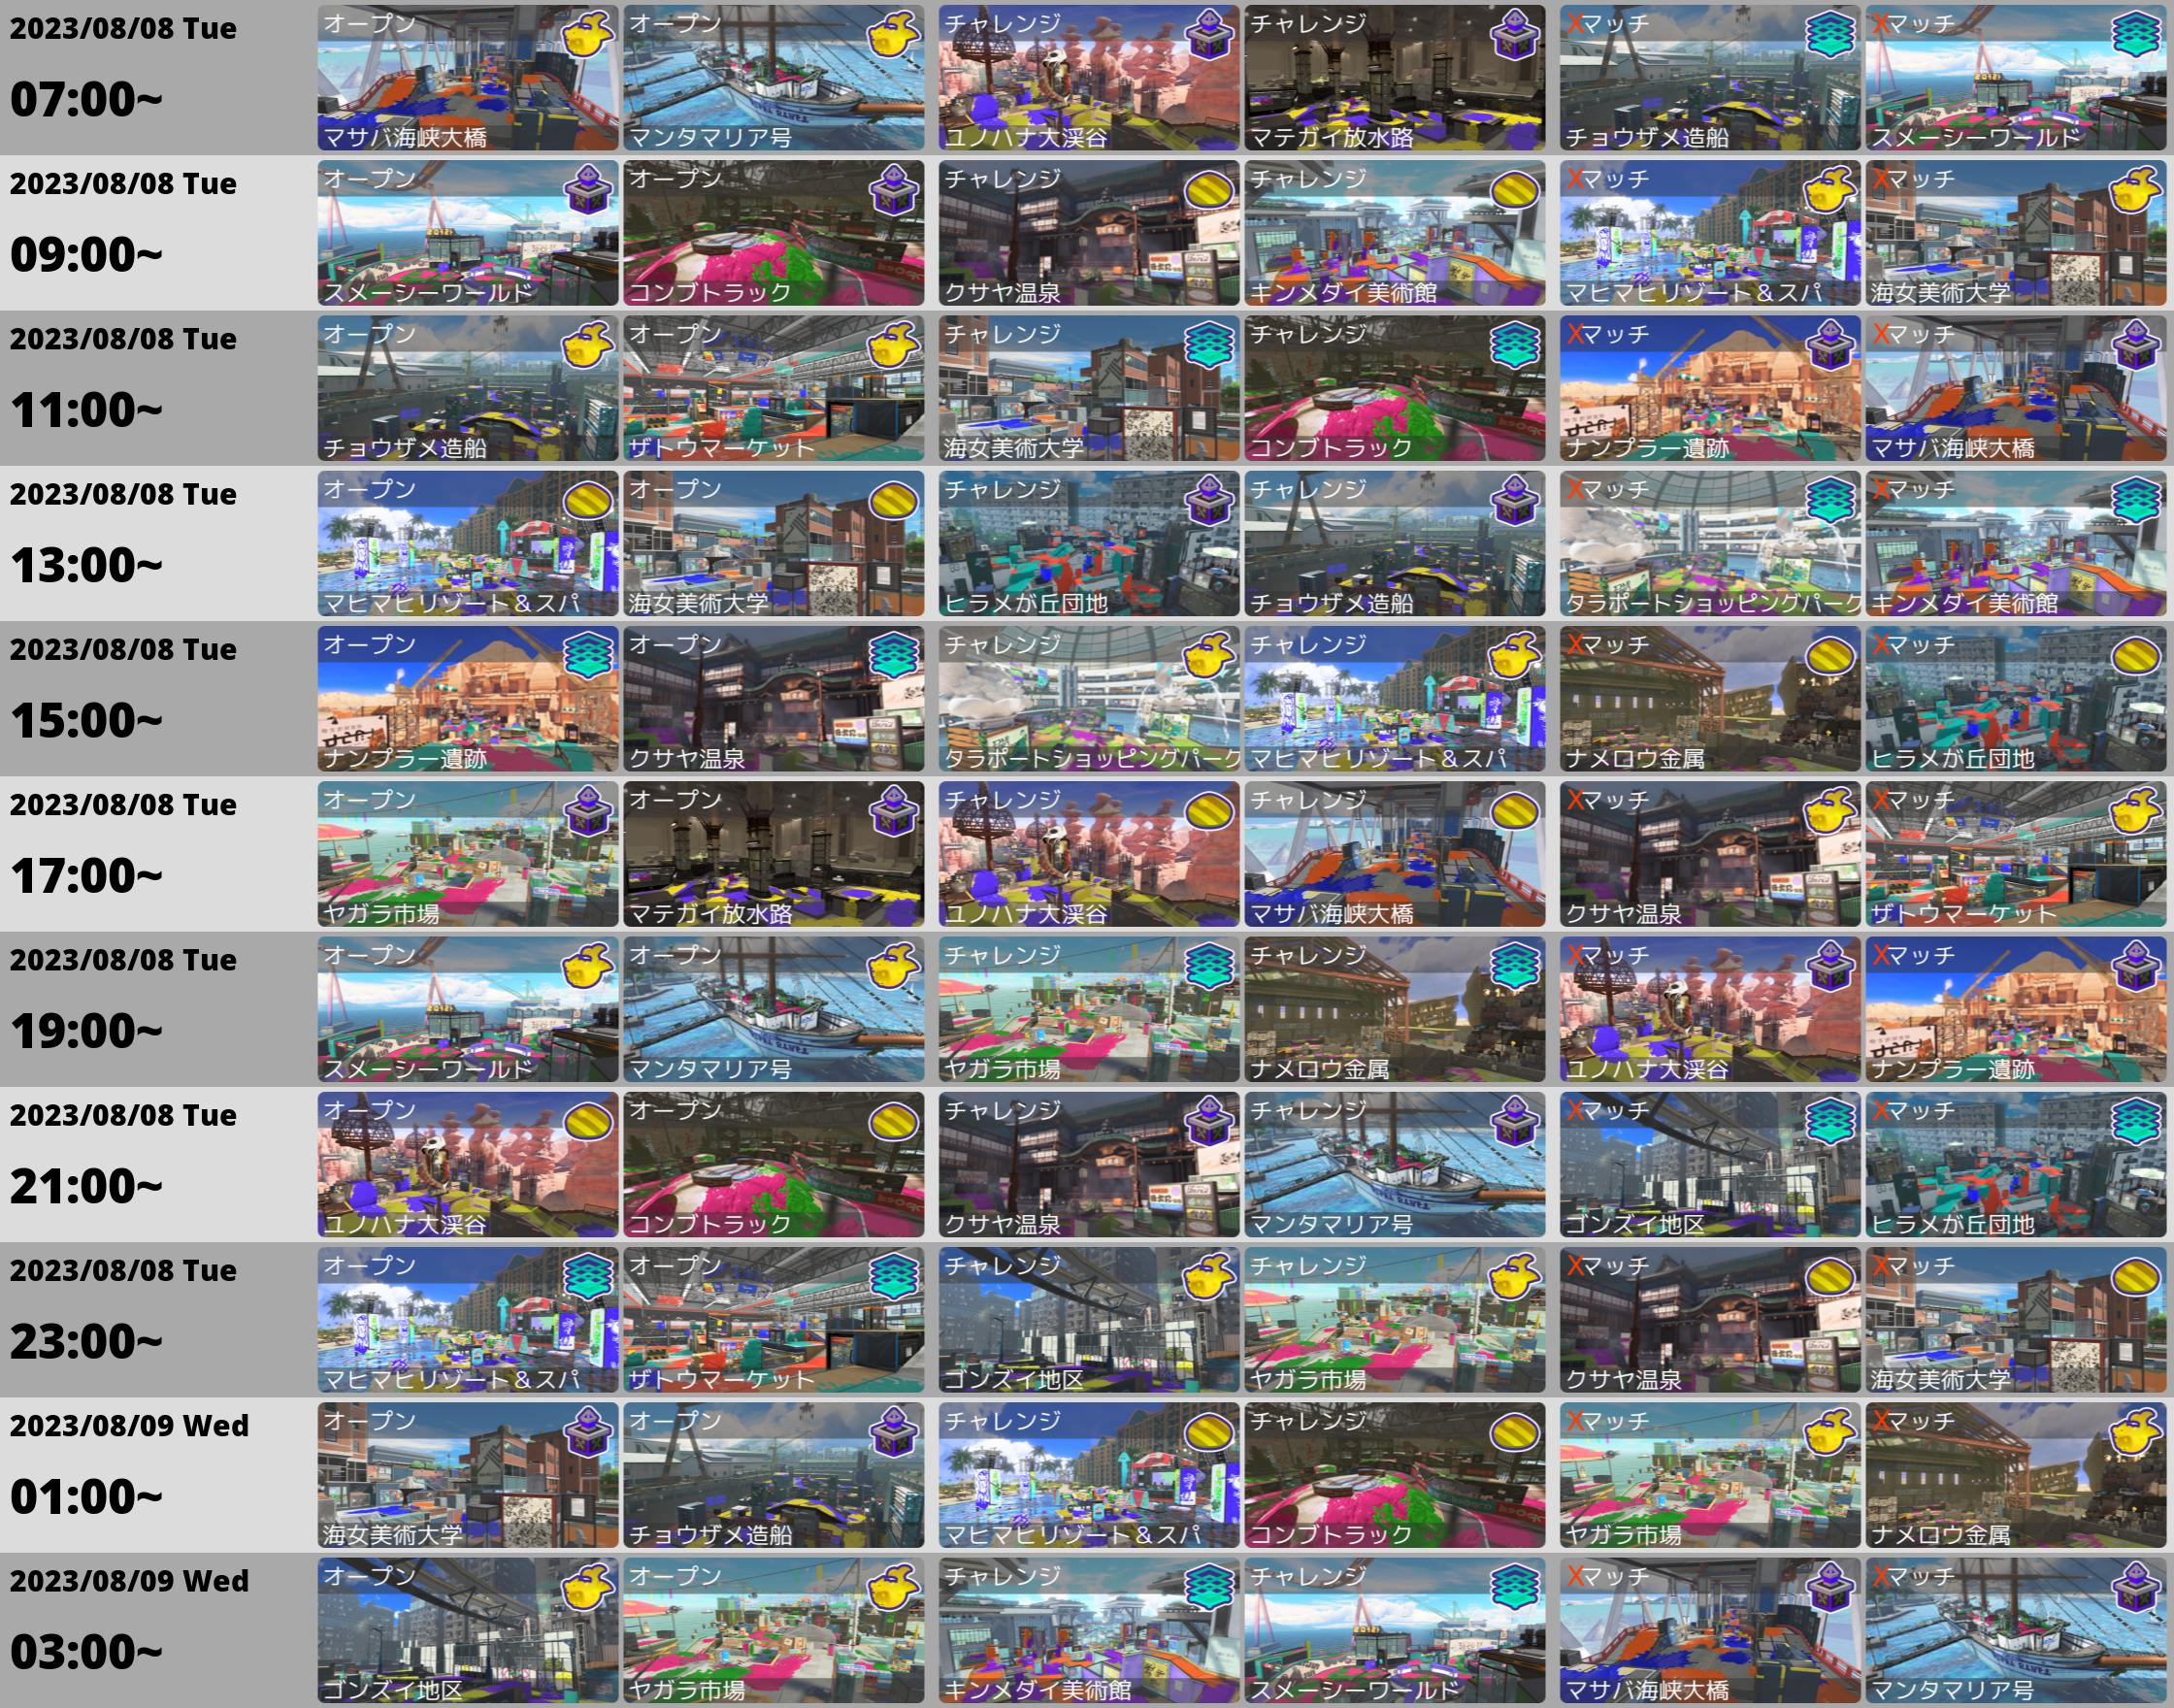 2023/08/08 Tue
07:00~
オープン
マサバ海峡大橋
オープン
マンタマリア号
チャレンジ
ユノハナ大渓谷
チャレンジ
マテガイ放水路
Xマッチ
チョウザメ造船
Xマッチ
スメーシーワールド
2023/08/08 Tue
09:00~
オープン
スメーシーワールド
オープン
コンブトラック
チャレンジ
クサヤ温泉
チャレンジ
キンメダイ美術館
Xマッチ
マヒマヒリゾート＆スパ
Xマッチ
海女美術大学
2023/08/08 Tue
11:00~
オープン
チョウザメ造船
オープン
ザトウマーケット
チャレンジ
海女美術大学
チャレンジ
コンブトラック
Xマッチ
ナンプラー遺跡
Xマッチ
マサバ海峡大橋
2023/08/08 Tue
13:00~
オープン
マヒマヒリゾート＆スパ
オープン
海女美術大学
チャレンジ
ヒラメが丘団地
チャレンジ
チョウザメ造船
Xマッチ
タラポートショッピングパーク
Xマッチ
キンメダイ美術館
2023/08/08 Tue
15:00~
オープン
ナンプラー遺跡
オープン
クサヤ温泉
チャレンジ
タラポートショッピングパーク
チャレンジ
マヒマヒリゾート＆スパ
Xマッチ
ナメロウ金属
Xマッチ
ヒラメが丘団地
2023/08/08 Tue
17:00~
オープン
ヤガラ市場
オープン
マテガイ放水路
チャレンジ
ユノハナ大渓谷
チャレンジ
マサバ海峡大橋
Xマッチ
クサヤ温泉
Xマッチ
ザトウマーケット
2023/08/08 Tue
19:00~
オープン
スメーシーワールド
オープン
マンタマリア号
チャレンジ
ヤガラ市場
チャレンジ
ナメロウ金属
Xマッチ
ユノハナ大渓谷
Xマッチ
ナンプラー遺跡
2023/08/08 Tue
21:00~
オープン
ユノハナ大渓谷
オープン
コンブトラック
チャレンジ
クサヤ温泉
チャレンジ
マンタマリア号
Xマッチ
ゴンズイ地区
Xマッチ
ヒラメが丘団地
2023/08/08 Tue
23:00~
オープン
マヒマヒリゾート＆スパ
オープン
ザトウマーケット
チャレンジ
ゴンズイ地区
チャレンジ
ヤガラ市場
Xマッチ
クサヤ温泉
Xマッチ
海女美術大学
2023/08/09 Wed
01:00~
オープン
海女美術大学
オープン
チョウザメ造船
チャレンジ
マヒマヒリゾート＆スパ
チャレンジ
コンブトラック
Xマッチ
ヤガラ市場
Xマッチ
ナメロウ金属
2023/08/09 Wed
03:00~
オープン
ゴンズイ地区
オープン
ヤガラ市場
チャレンジ
キンメダイ美術館
チャレンジ
スメーシーワールド
Xマッチ
マサバ海峡大橋
Xマッチ
マンタマリア号